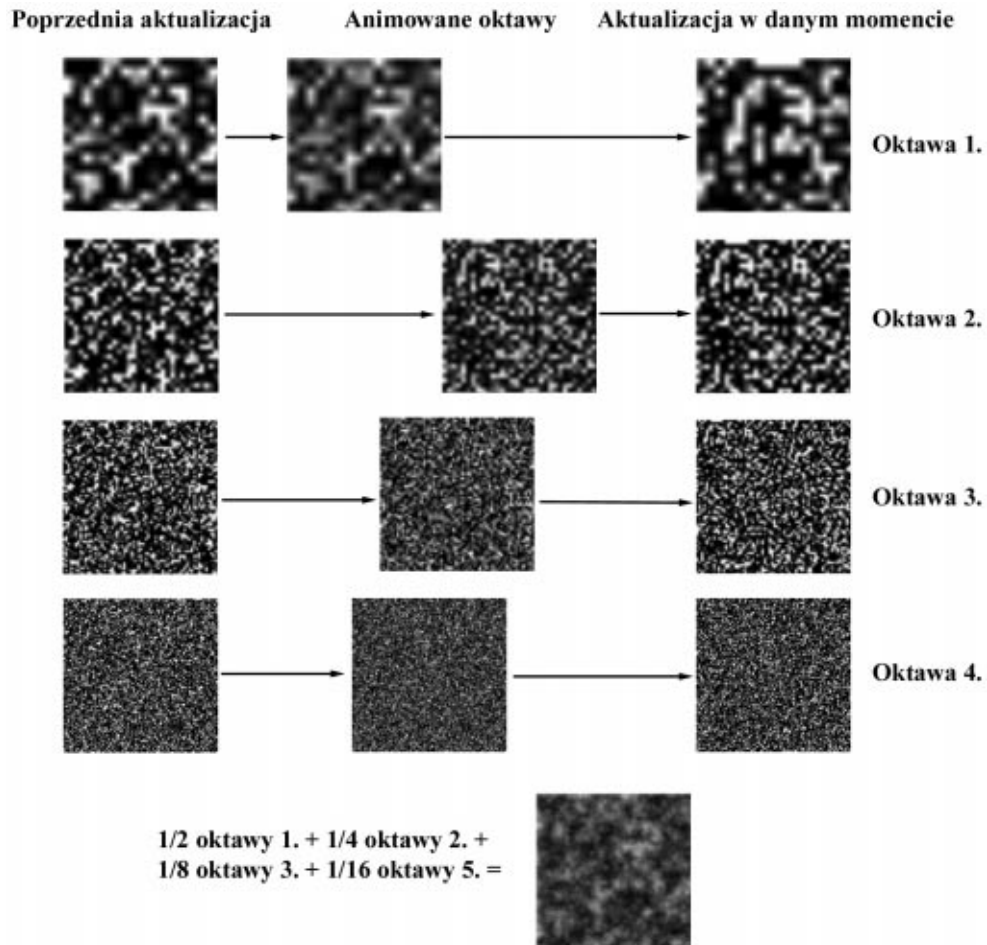 Poprzednia aktualizacja
Animowane oktawy
Aktualizacja w danym momencie
Oktawa 1.
Oktawa 2.
Oktawa 3.
Oktawa 4.
1/2 oktawy 1. + 1/4 oktawy 2. +
1/8 oktawy 3. + 1/16 oktawy 5. =